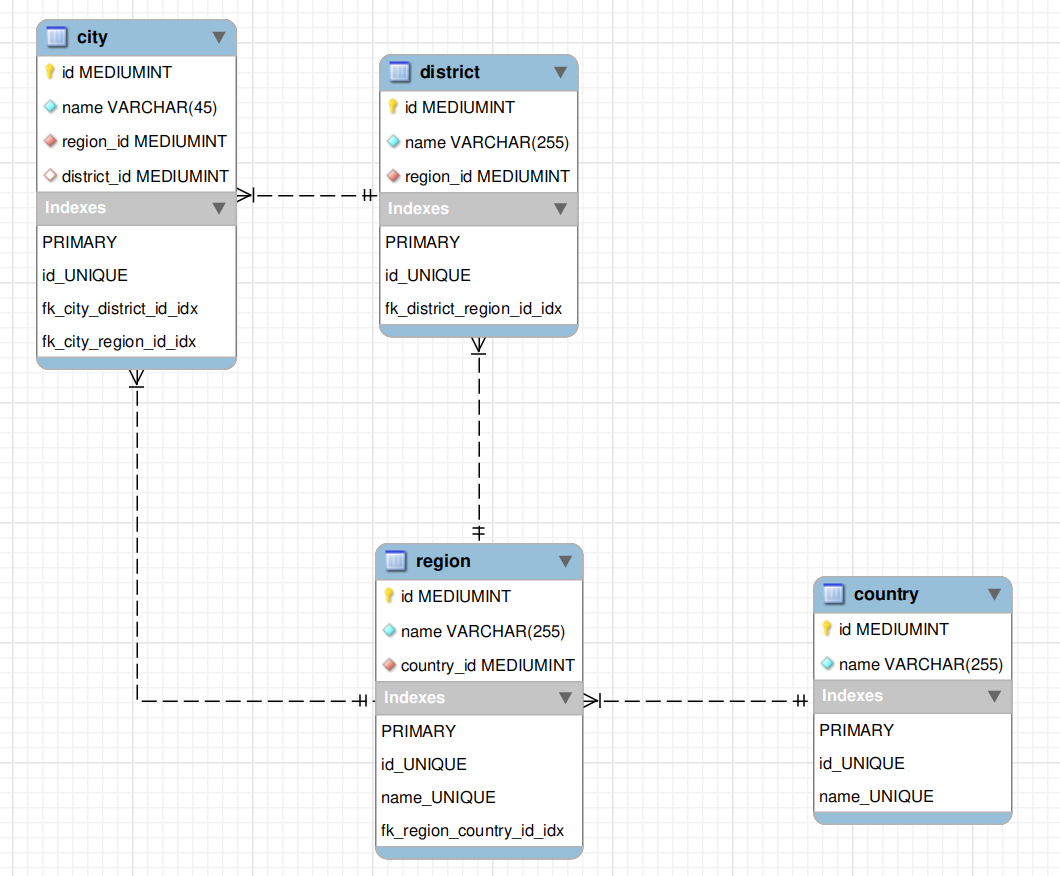 city
id MEDIUMINT
name VARCHAR(45)
region_id MEDIUMINT
district_id MEDIUMINT
Indexes
PRIMARY
id_UNIQUE
fk_city_district_id_idx
fk_city_region_id_idx
district
id MEDIUMINT
name VARCHAR(255)
region_id MEDIUMINT
Indexes
PRIMARY
id_UNIQUE
fk_district_region_id_idx
region
id MEDIUMINT
name VARCHAR(255)
country_id MEDIUMINT
Indexes
PRIMARY
id_UNIQUE
name_UNIQUE
fk_region_country_id_idx
country
id MEDIUMINT
name VARCHAR(255)
Indexes
PRIMARY
id_UNIQUE
name_UNIQUE